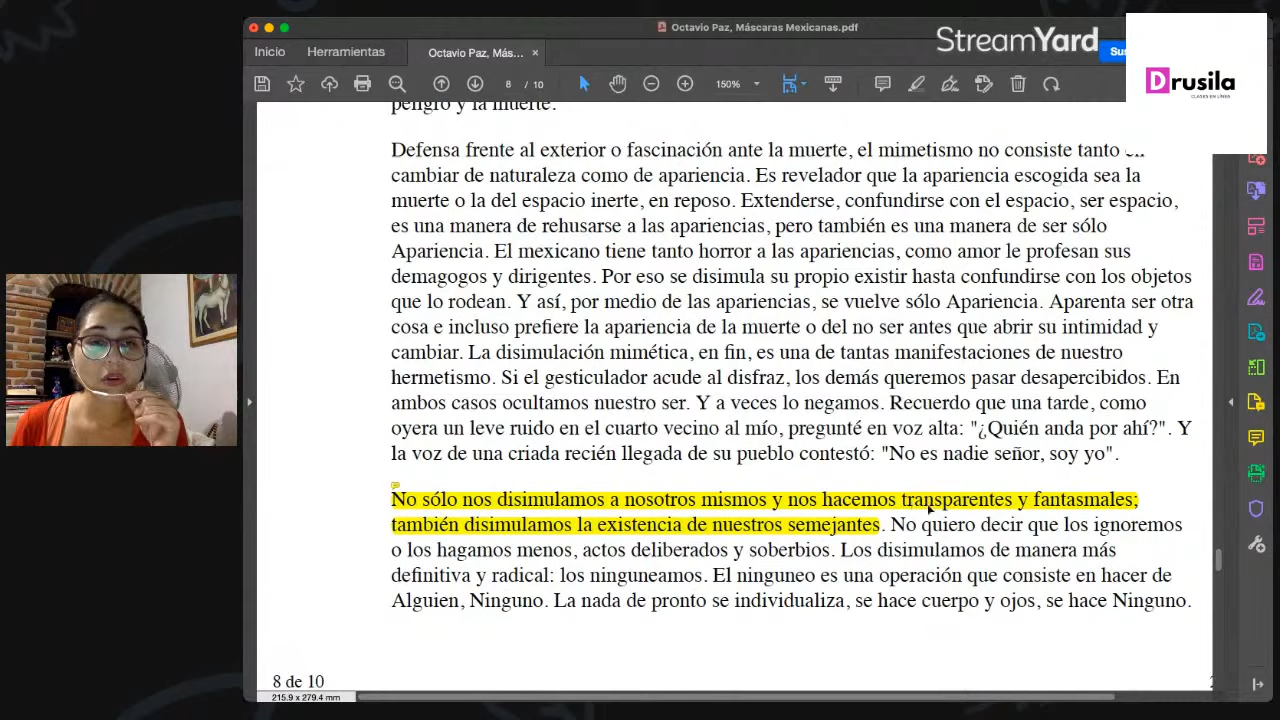 Octavio Paz, Máscaras Mexicanas.pdf
StreamYard
Inicio
Herramientas
Octavio Paz, Más...
×
Drusila
CLASES EN LÍNEA
8 / 10
150%
peligro y la muerte.
Defensa frente al exterior o fascinación ante la muerte, el mimetismo no consiste tanto en
cambiar de naturaleza como de apariencia. Es revelador que la apariencia escogida sea la
muerte o la del espacio inerte, en reposo. Extenderse, confundirse con el espacio, ser espacio,
es una manera de rehusarse a las apariencias, pero también es una manera de ser sólo
Apariencia. El mexicano tiene tanto horror a las apariencias, como amor le profesan sus
demagogos y dirigentes. Por eso se disimula su propio existir hasta confundirse con los objetos
que lo rodean. Y así, por medio de las apariencias, se vuelve sólo Apariencia. Aparenta ser otra
cosa e incluso prefiere la apariencia de la muerte o del no ser antes que abrir su intimidad y
cambiar. La disimulación mimética, en fin, es una de tantas manifestaciones de nuestro
hermetismo. Si el gesticulador acude al disfraz, los demás queremos pasar desapercibidos. En
ambos casos ocultamos nuestro ser. Y a veces lo negamos. Recuerdo que una tarde, como
oyera un leve ruido en el cuarto vecino al mío, pregunté en voz alta: "¿Quién anda por ahí?". Y
la voz de una criada recién llegada de su pueblo contestó: "No es nadie señor, soy yo".
No sólo nos disimulamos a nosotros mismos y nos hacemos transparentes y fantasmales;
también disimulamos la existencia de nuestros semejantes. No quiero decir que los ignoremos
o los hagamos menos, actos deliberados y soberbios. Los disimulamos de manera más
definitiva y radical: los ninguneamos. El ninguneo es una operación que consiste en hacer de
Alguien, Ninguno. La nada de pronto se individualiza, se hace cuerpo y ojos, se hace Ninguno.
8 de 10
215.9 x 279.4 mm